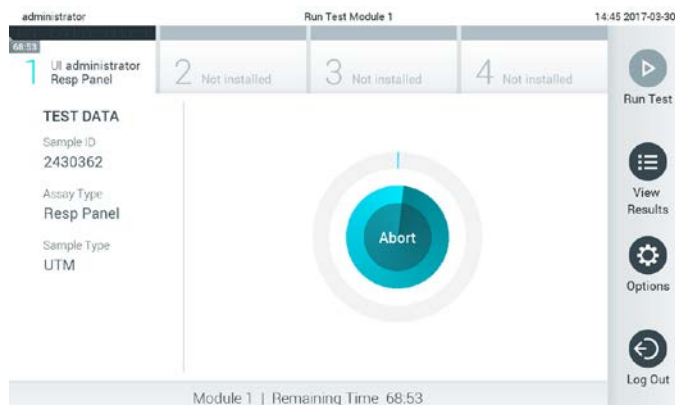 administrator
Run Test Module 1
14:45 2017-03-30
68:53
1 UI administrator
Resp Panel
2 Not installed
3 Not installed
4 Not installed
TEST DATA
Sample ID
2430362
Assay Type
Resp Panel
Sample Type
UTM
Abort
Run Test
View
Results
Options
Log Out
Module 1 | Remaining Time 68:53